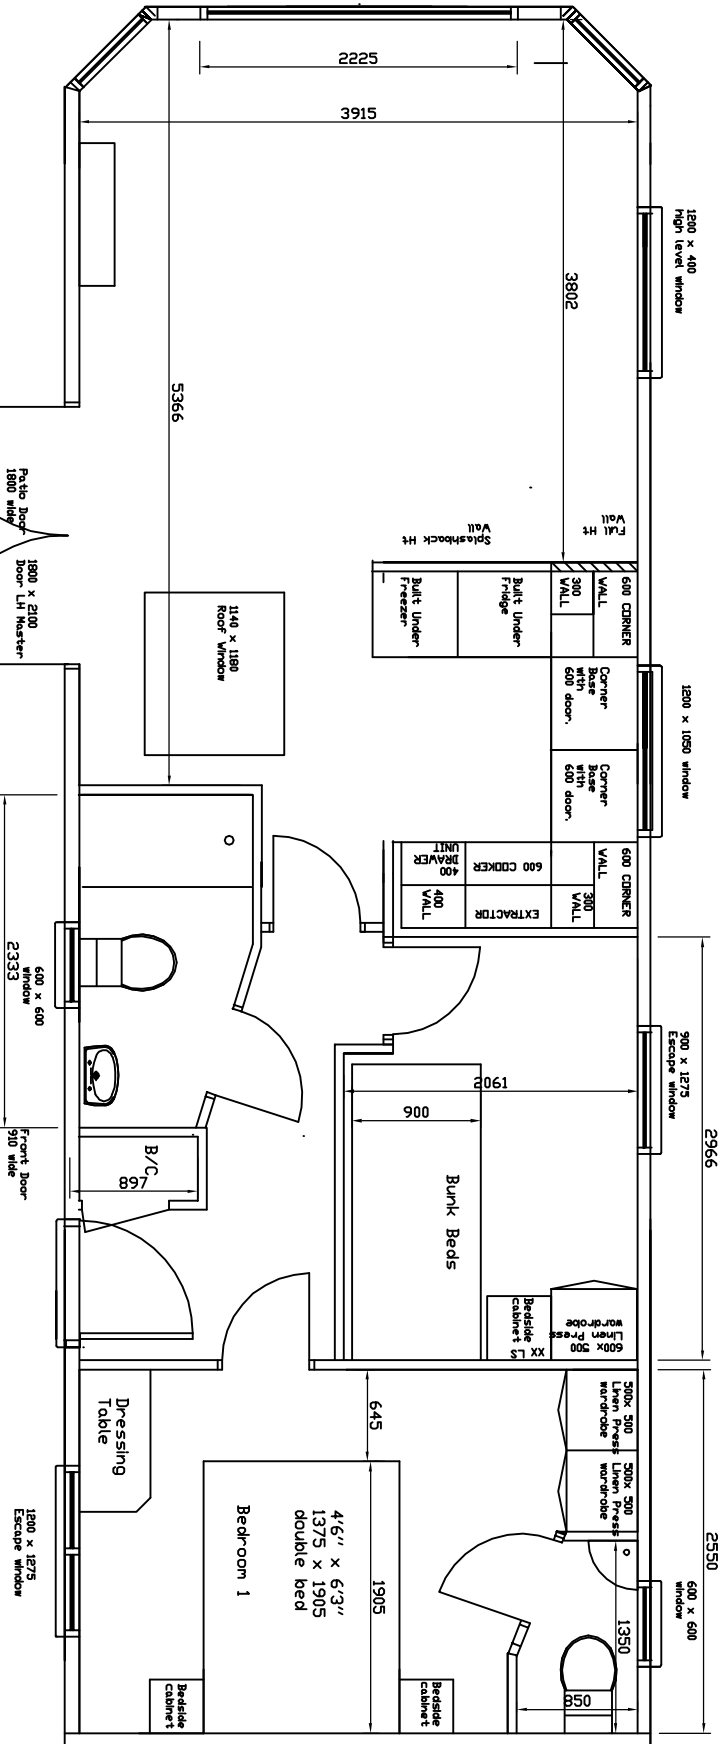 2225
3915
1200 x 400
high level window
3802
5366
Patio Door
1800 wide
1800 x 2100
Door LH Master
Full Ht
Wall
Splashback Ht
Wall
600 CORNER
WALL
300
WALL
Built Under
Fridge
Built Under
Freezer
1140 x 1180
Roof Window
1200 x 1050 window
Corner
Base
with
600 door.
Corner
Base
with
600 door.
600 CORNER
WALL
300
WALL
600 COOKER
EXTRACTOR
400
DRAWER
UNIT
400
WALL
2333
600 x 600
window
900 x 1275
Escape window
2966
2061
900
Bunk Beds
B/C
897
Front Door
910 wide
Bedside
cabinet
XX LS
600x 500
Linen Press
wardrobe
500x 500
Linen Press
wardrobe
500x 500
Linen Press
wardrobe
2550
645
Dressing
Table
1200 x 1275
Escape window
Bedroom 1
4'6'' x 6'3''
1375 x 1905
double bed
1905
600 x 600
window
1350
850
Bedside
cabinet
Bedside
cabinet